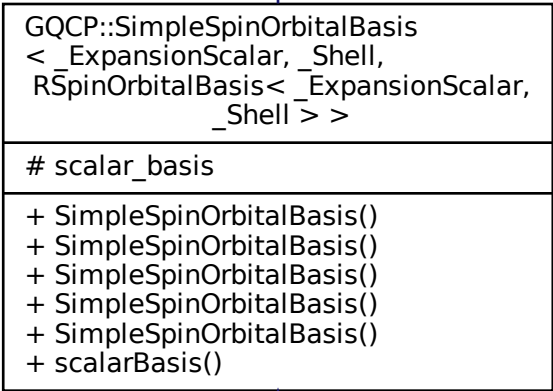 GQCP::SimpleSpinOrbitalBasis
< _ExpansionScalar, _Shell,
RSpinOrbitalBasis< _ExpansionScalar,
_Shell > >
# scalar_basis
+ SimpleSpinOrbitalBasis()
+ SimpleSpinOrbitalBasis()
+ SimpleSpinOrbitalBasis()
+ SimpleSpinOrbitalBasis()
+ SimpleSpinOrbitalBasis()
+ scalarBasis()